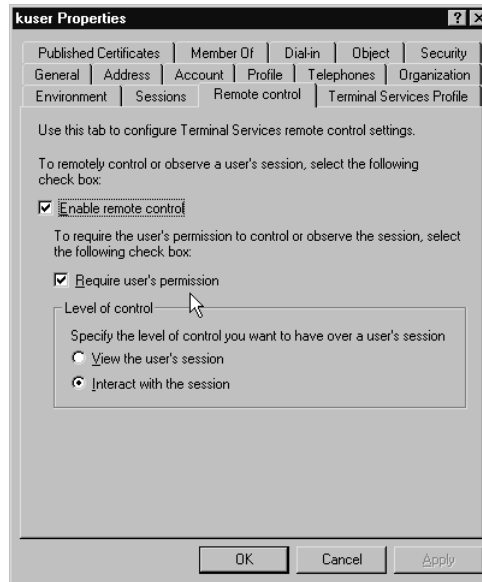 kuser Properties
Published Certificates Member Of Dial-in Object Security
General Address Account Profile Telephones Organization
Environment Sessions Remote control Terminal Services Profile
Use this tab to configure Terminal Services remote control settings.
To remotely control or observe a user's session, select the following
check box:
Enable remote control
To require the user's permission to control or observe the session, select
the following check box:
Require user's permission
Level of control
Specify the level of control you want to have over a user's session
View the user's session
Interact with the session
OK Cancel Apply